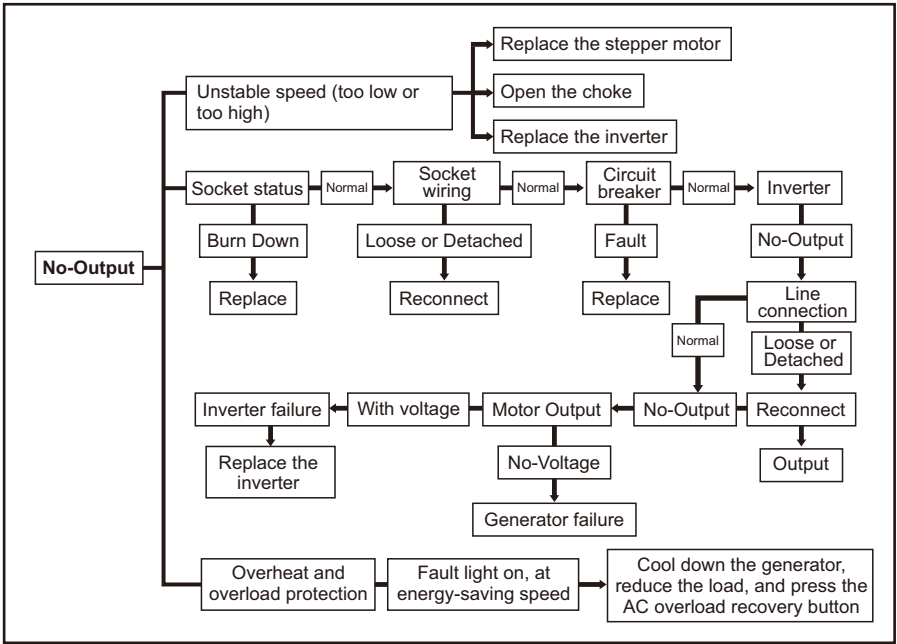 Replace the stepper motor
Unstable speed (too low or
too high)
Open the choke
Replace the inverter
Socket status
Normal
Socket
wiring
Normal
Circuit
breaker
Normal
Inverter
Burn Down
Loose or Detached
Fault
No-Output
No-Output
Replace
Reconnect
Replace
Line
connection
Normal
Loose or
Detached
Inverter failure
With voltage
Motor Output
No-Output
Reconnect
Replace the
inverter
No-Voltage
Output
Generator failure
Overheat and
overload protection
Fault light on, at
energy-saving speed
Cool down the generator,
reduce the load, and press the
AC overload recovery button